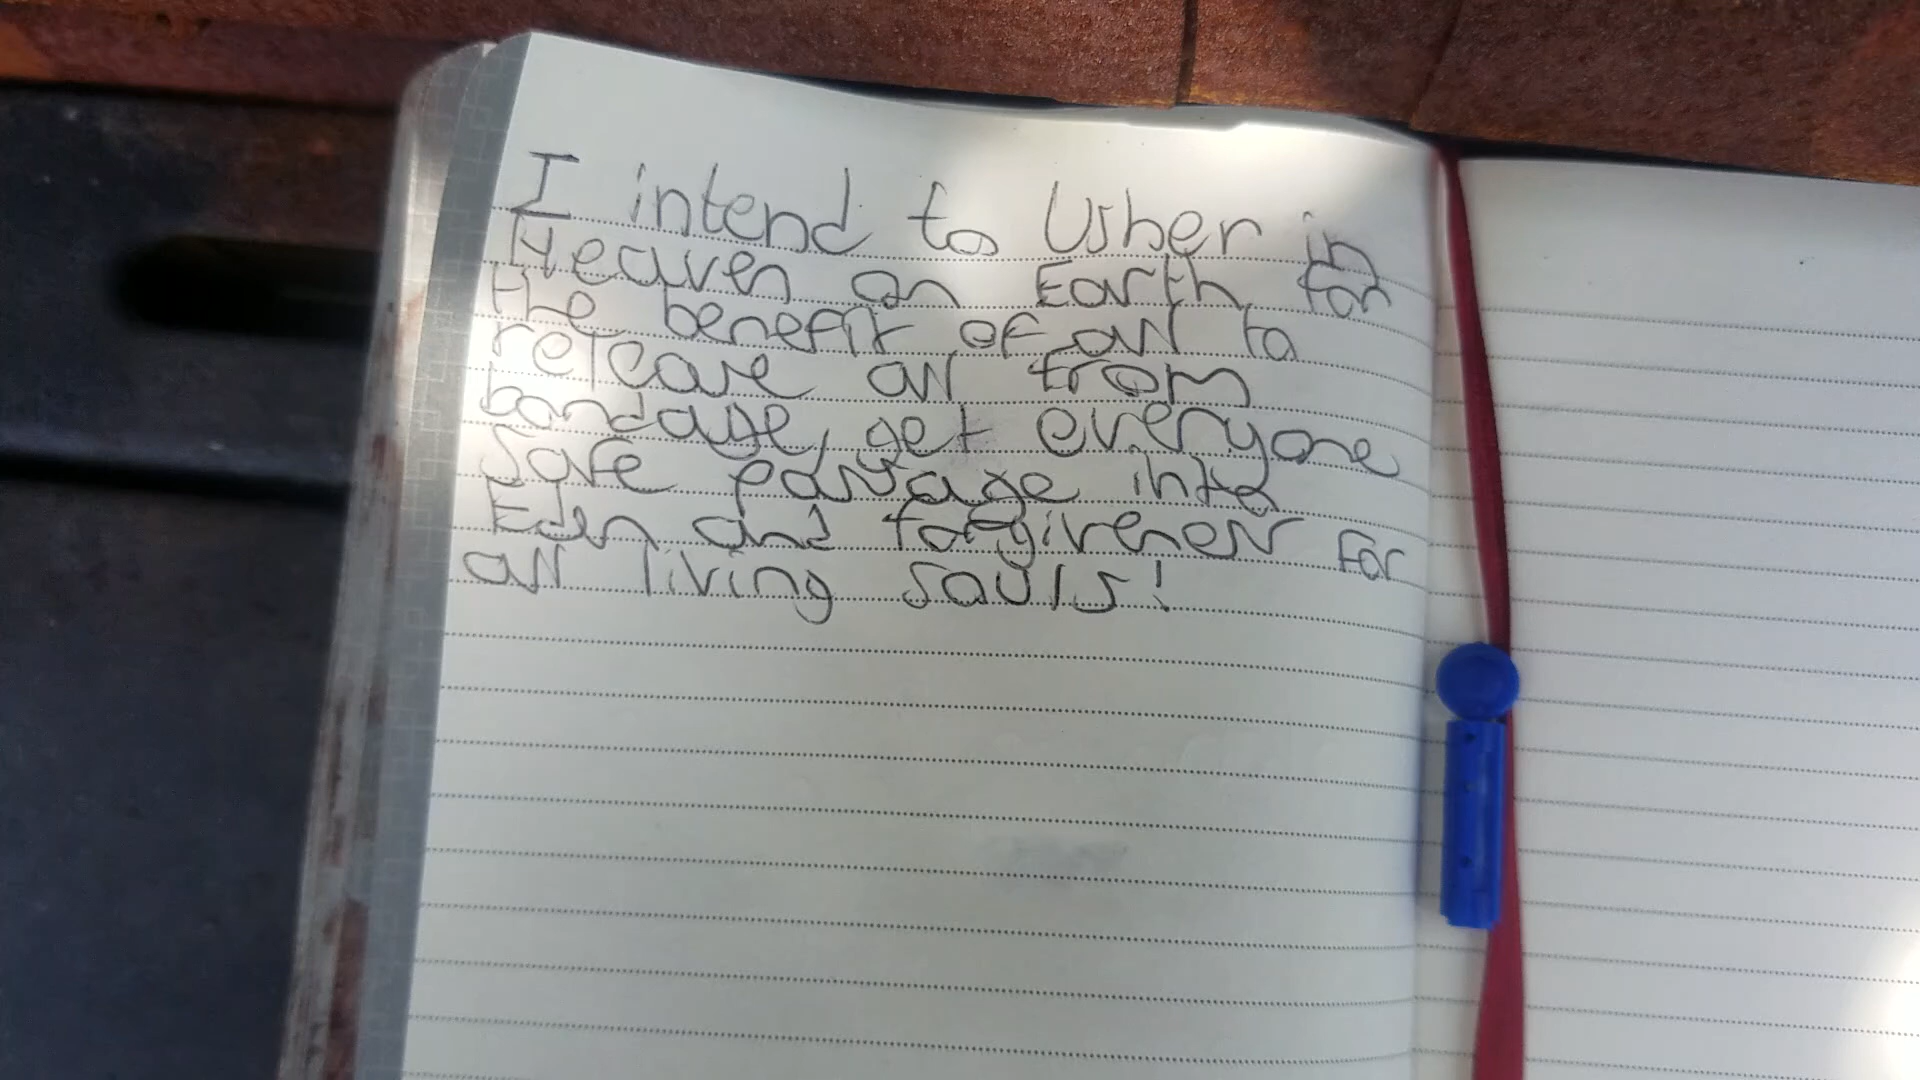 I intend to Usher in
Heaven on Earth, for
the benefit of all to
release all from
bondage, get everyone
Safe passage into
Eden and forgiveness for
all living souls!